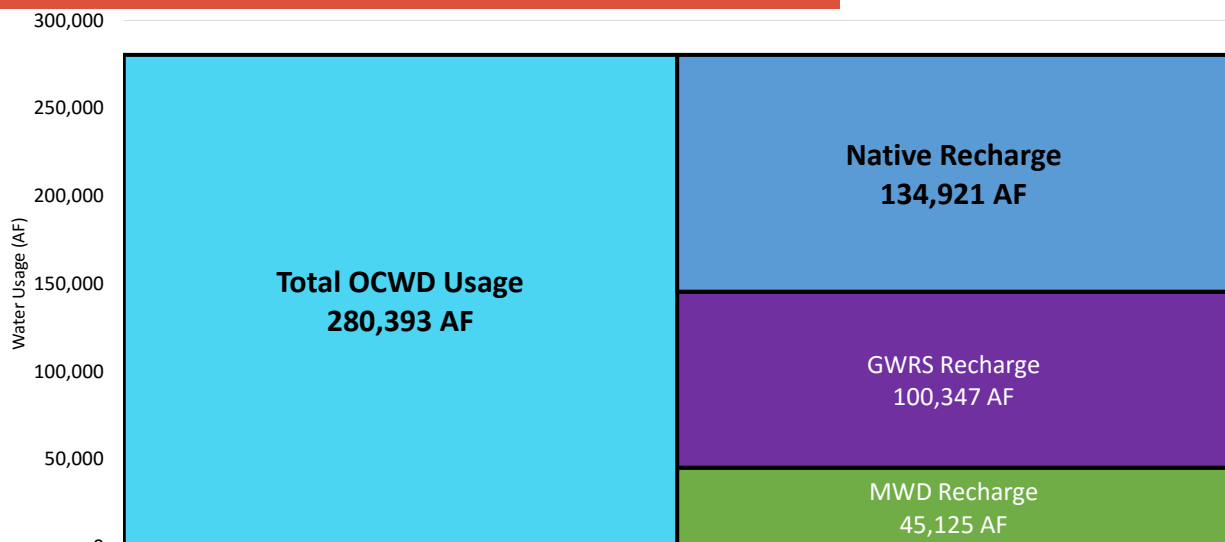 300,000
250,000
200,000
150,000
100,000
50,000
0
Water Usage (AF)
Total OCWD Usage
280,393 AF
Native Recharge
134,921 AF
GWRS Recharge
100,347 AF
MWD Recharge
45,125 AF